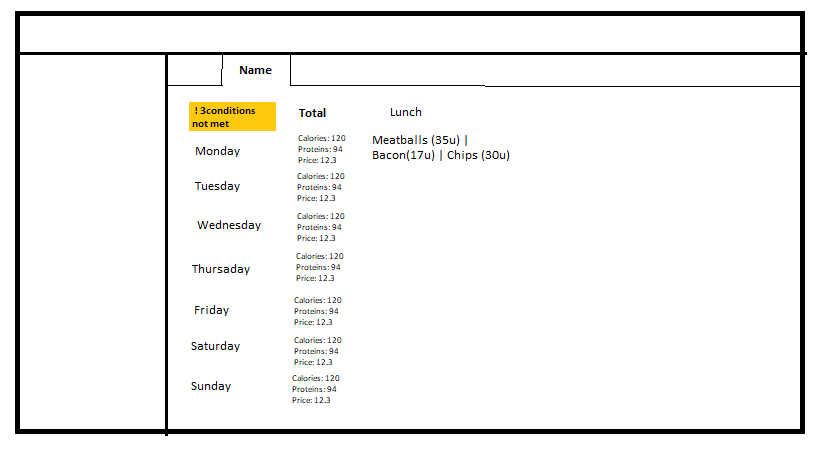 Name
! 3conditions
not met
Total
Lunch
Monday
Calories: 120
Proteins: 94
Price: 12.3
Meatballs (35u) |
Bacon(17u) | Chips (30u)
Tuesday
Calories: 120
Proteins: 94
Price: 12.3
Wednesday
Calories: 120
Proteins: 94
Price: 12.3
Thursaday
Calories: 120
Proteins: 94
Price: 12.3
Friday
Calories: 120
Proteins: 94
Price: 12.3
Saturday
Calories: 120
Proteins: 94
Price: 12.3
Sunday
Calories: 120
Proteins: 94
Price: 12.3